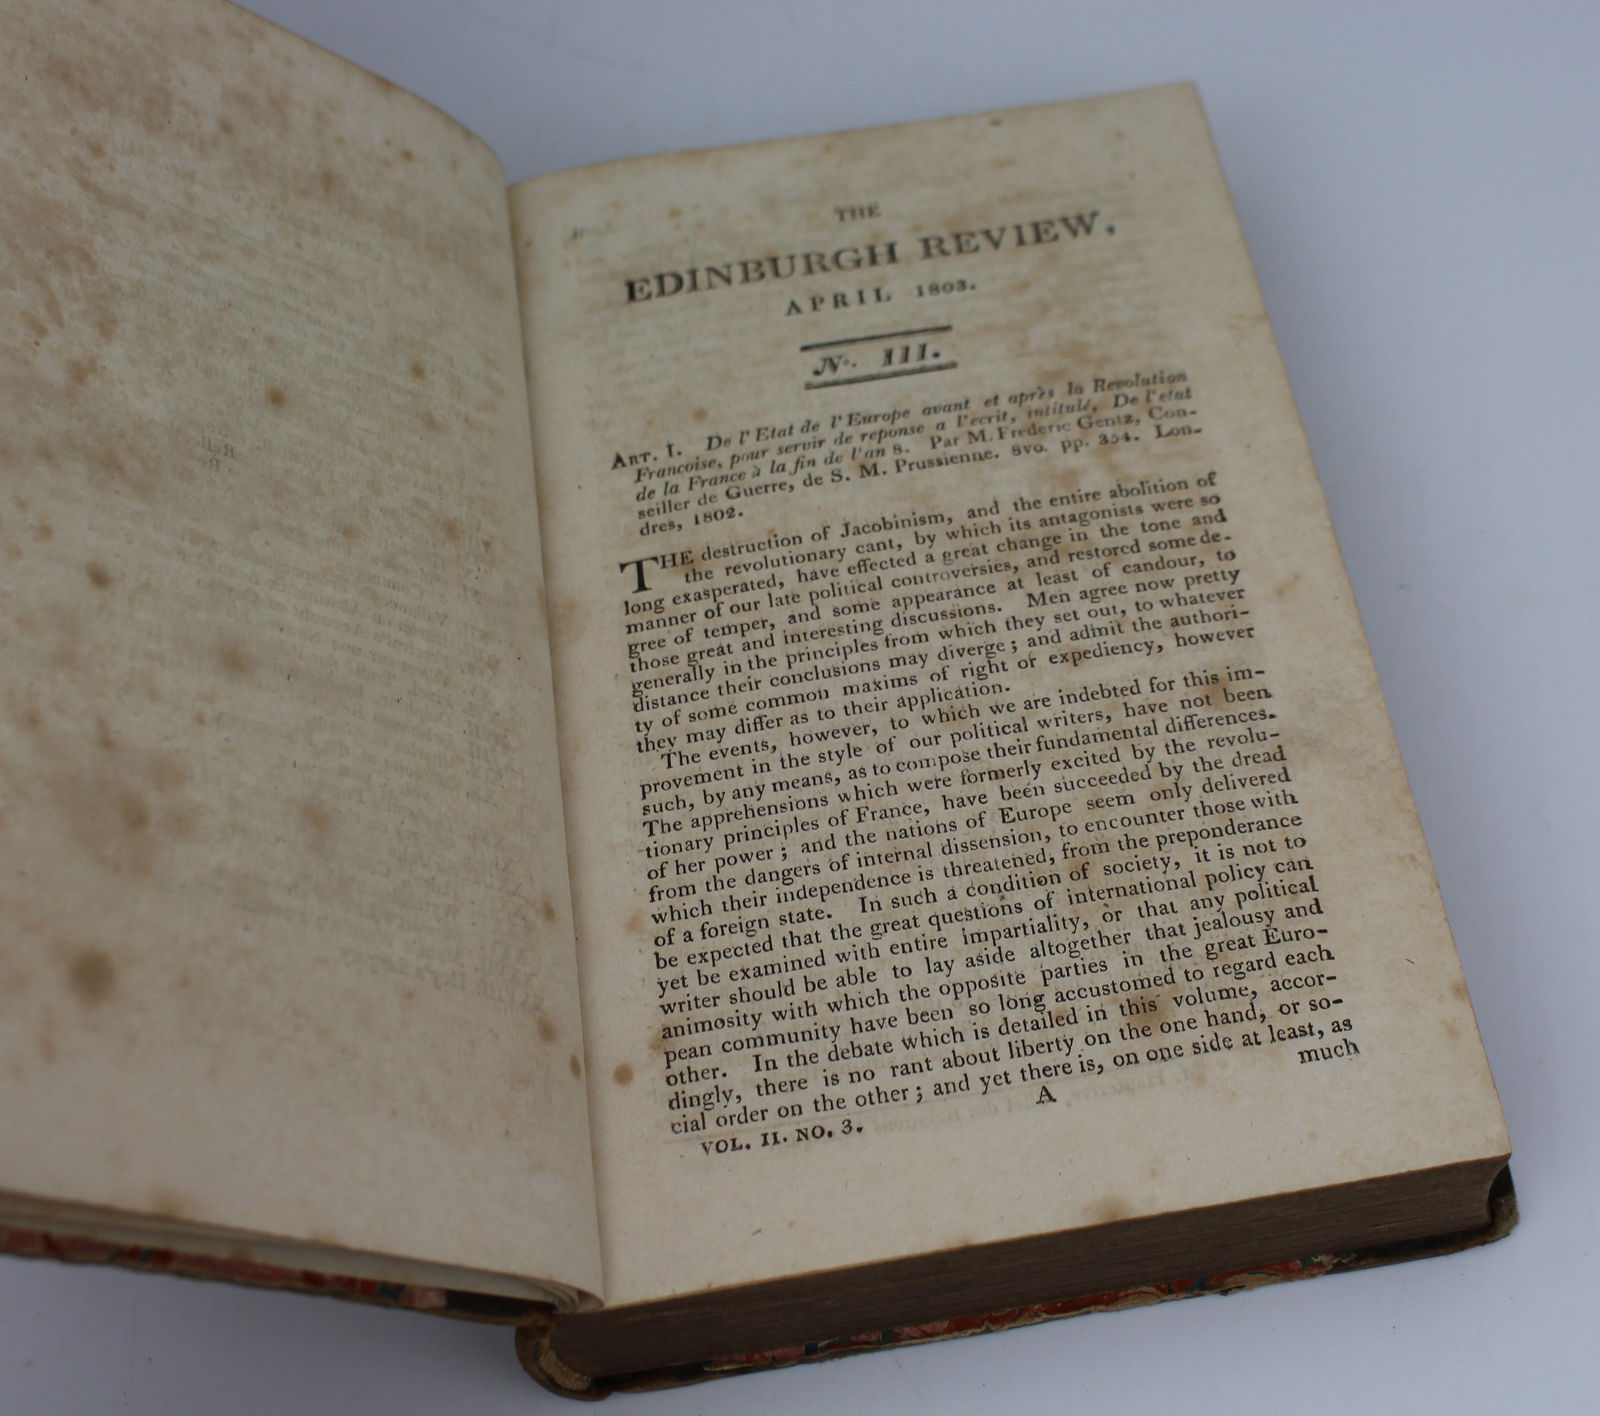 THE
EDINBURGH REVIEW,
APRIL 1803.
No. III.
ART. I. De l'Etat de l'Europe avant et après la Revolution
Francoise, pour servir de reponse a l'ecrit, intitulé, De l'etat
de la France à la fin de l'an 8. Par M. Frederic Gentz, Con-
seiller de Guerre, de S. M. Prussienne. 8vo. pp. 354. Lon-
dres, 1802.
THE destruction of Jacobinism, and the entire abolition of
the revolutionary cant, by which its antagonists were so
long exasperated, have effected a great change in the tone and
manner of our late political controversies, and restored some de-
gree of temper, and some appearance at least of candour, to
those great and interesting discussions. Men agree now pretty
generally in the principles from which they set out, to whatever
distance their conclusions may diverge; and admit the authori-
ty of some common maxims of right or expediency, however
they may differ as to their application.
The events, however, to which we are indebted for this im-
provement in the style of our political writers, have not been
such, by any means, as to compose their fundamental differences.
The apprehensions which were formerly excited by the revolu-
tionary principles of France, have been succeeded by the dread
of her power; and the nations of Europe seem only delivered
from the dangers of internal dissension, to encounter those with
which their independence is threatened, from the preponderance
of a foreign state. In such a condition of society, it is not to
be expected that the great questions of international policy can
yet be examined with entire impartiality, or that any political
writer should be able to lay aside altogether that jealousy and
animosity with which the opposite parties in the great Euro-
pean community have been so long accustomed to regard each
other. In the debate which is detailed in this volume, accor-
dingly, there is no rant about liberty on the one hand, or so-
cial order on the other; and yet there is, on one side at least, as
much
VOL. II. NO. 3. A